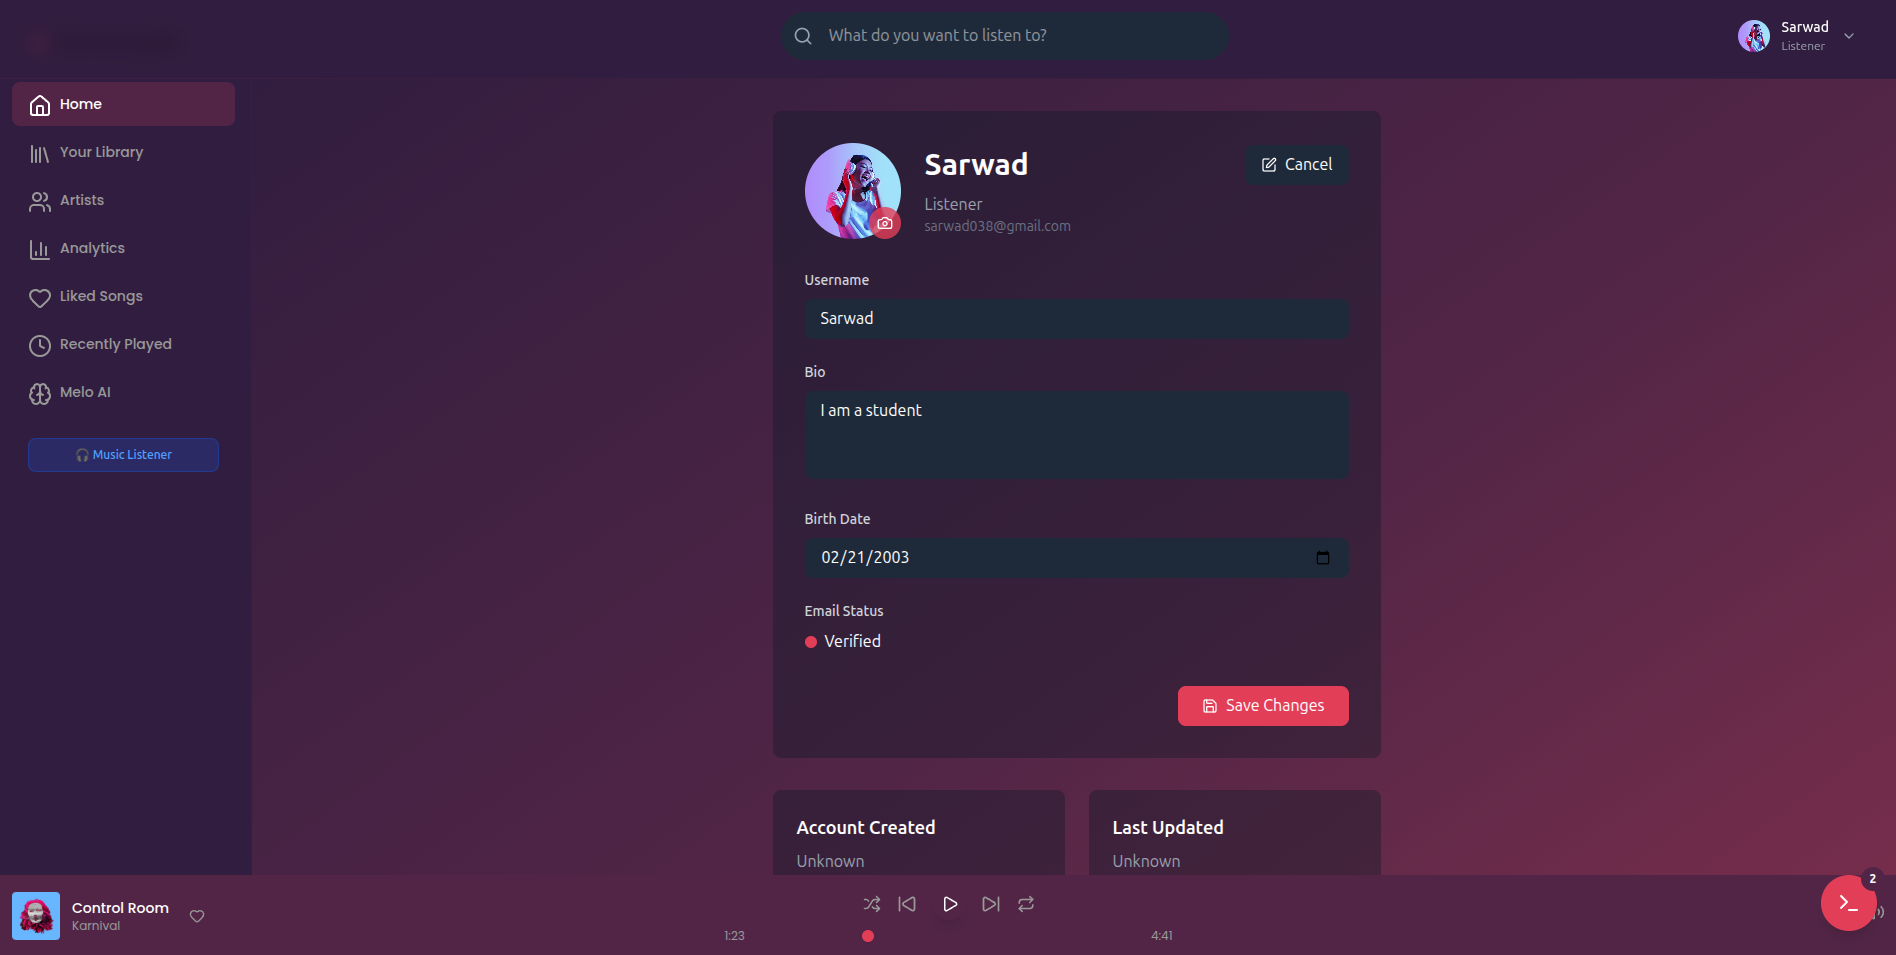 What do you want to listen to?
Sarwad
Listener
Home
Your Library
Artists
Analytics
Liked Songs
Recently Played
Melo AI
🎧 Music Listener
Sarwad
Listener
sarwad038@gmail.com
Cancel
Username
Sarwad
Bio
I am a student
Birth Date
02/21/2003
Email Status
Verified
Save Changes
Account Created
Unknown
Last Updated
Unknown
Control Room
Karnival
1:23
4:41
2